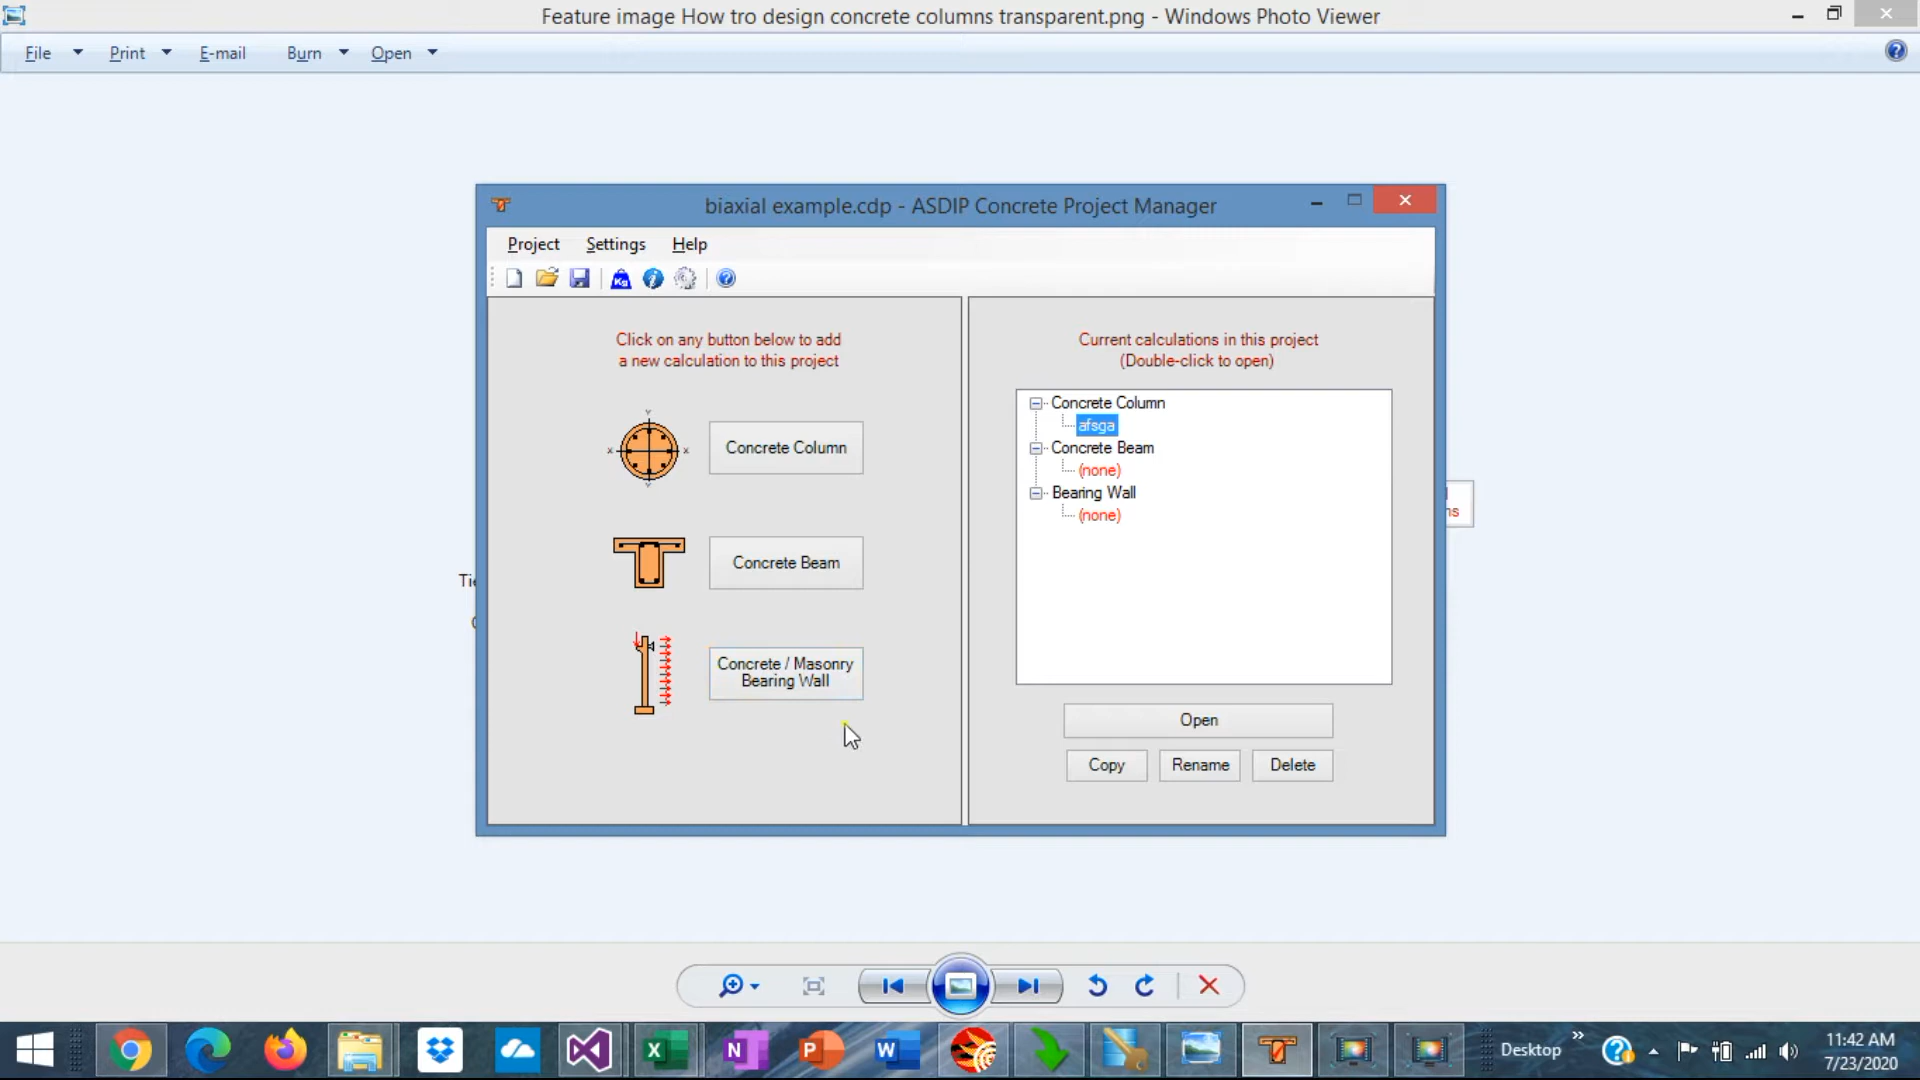 Feature image How tro design concrete columns transparent.png - Windows Photo Viewer
File Print E-mail Burn Open
biaxial example.cdp - ASDIP Concrete Project Manager
Project Settings Help
Kg
Click on any button below to add
a new calculation to this project
Y
X X
Y
Concrete Column
Concrete Beam
Concrete / Masonry
Bearing Wall
Current calculations in this project
(Double-click to open)
Concrete Column
afsga
Concrete Beam
(none)
Bearing Wall
(none)
Open
Copy Rename Delete
ns
Tie
Desktop
11:42 AM
7/23/2020